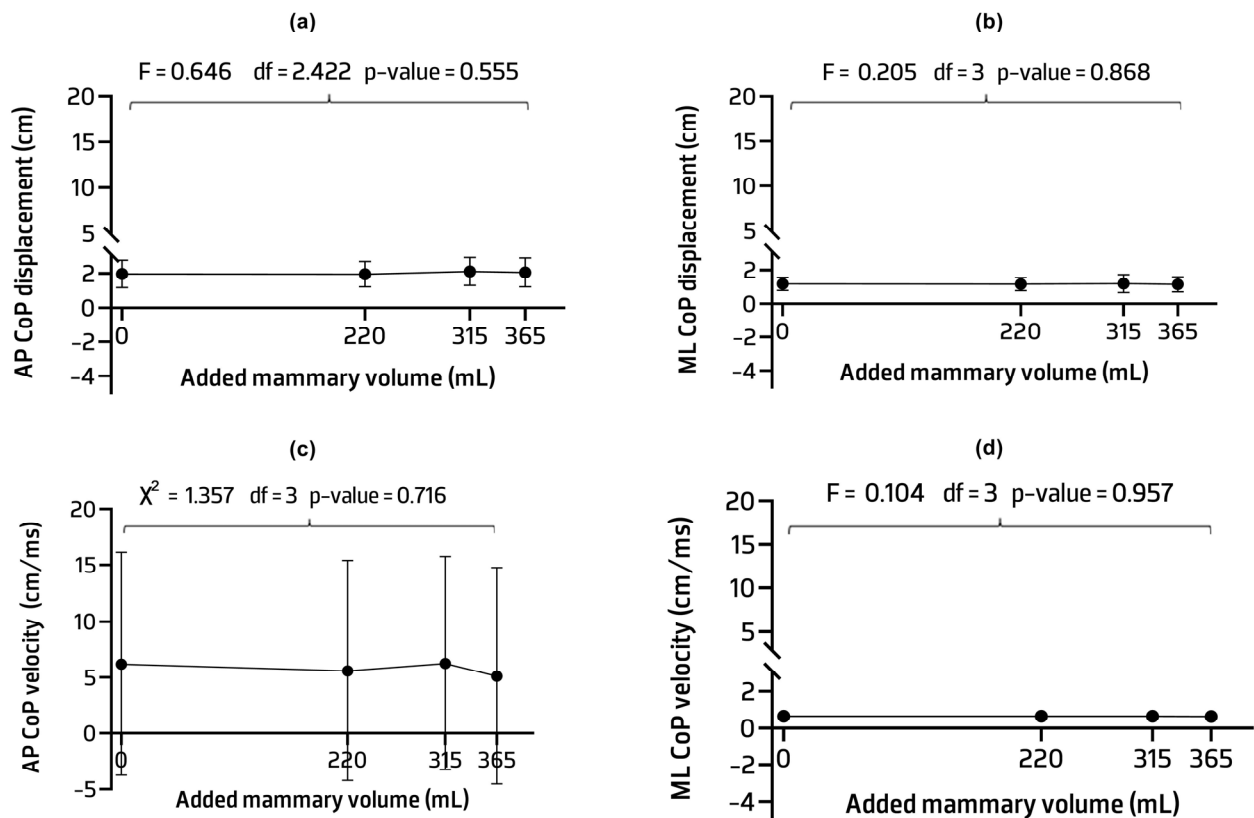 (a)
F = 0.646 df = 2.422 p-value = 0.555
AP CoP displacement (cm)
20
15
10
5
2
0
−2
−4
0 220 315 365
Added mammary volume (mL)
(b)
F = 0.205 df = 3 p-value = 0.868
ML CoP displacement (cm)
20
15
10
5
2
0
−2
−4
0 220 315 365
Added mammary volume (mL)
(c)
X² = 1.357 df = 3 p-value = 0.716
AP CoP velocity (cm/ms)
20
15
10
5
0
−5
0 220 315 365
Added mammary volume (mL)
(d)
F = 0.104 df = 3 p-value = 0.957
ML CoP velocity (cm/ms)
20
15
10
5
2
0
−2
−4
0 220 315 365
Added mammary volume (mL)